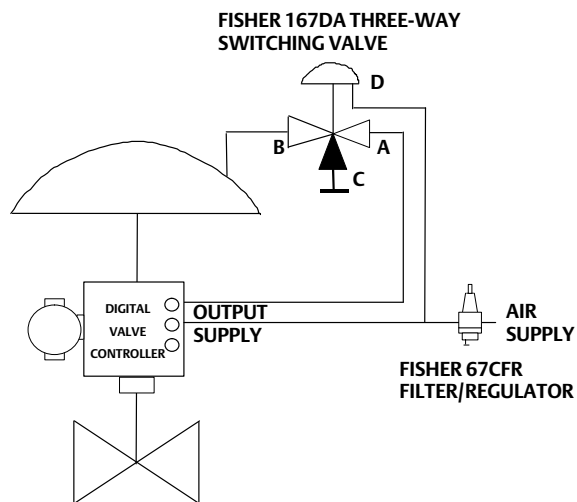 FISHER 167DA THREE-WAY
SWITCHING VALVE
D
B
A
C
DIGITAL
VALVE
CONTROLLER
OUTPUT
SUPPLY
AIR
SUPPLY
FISHER 67CFR
FILTER/REGULATOR